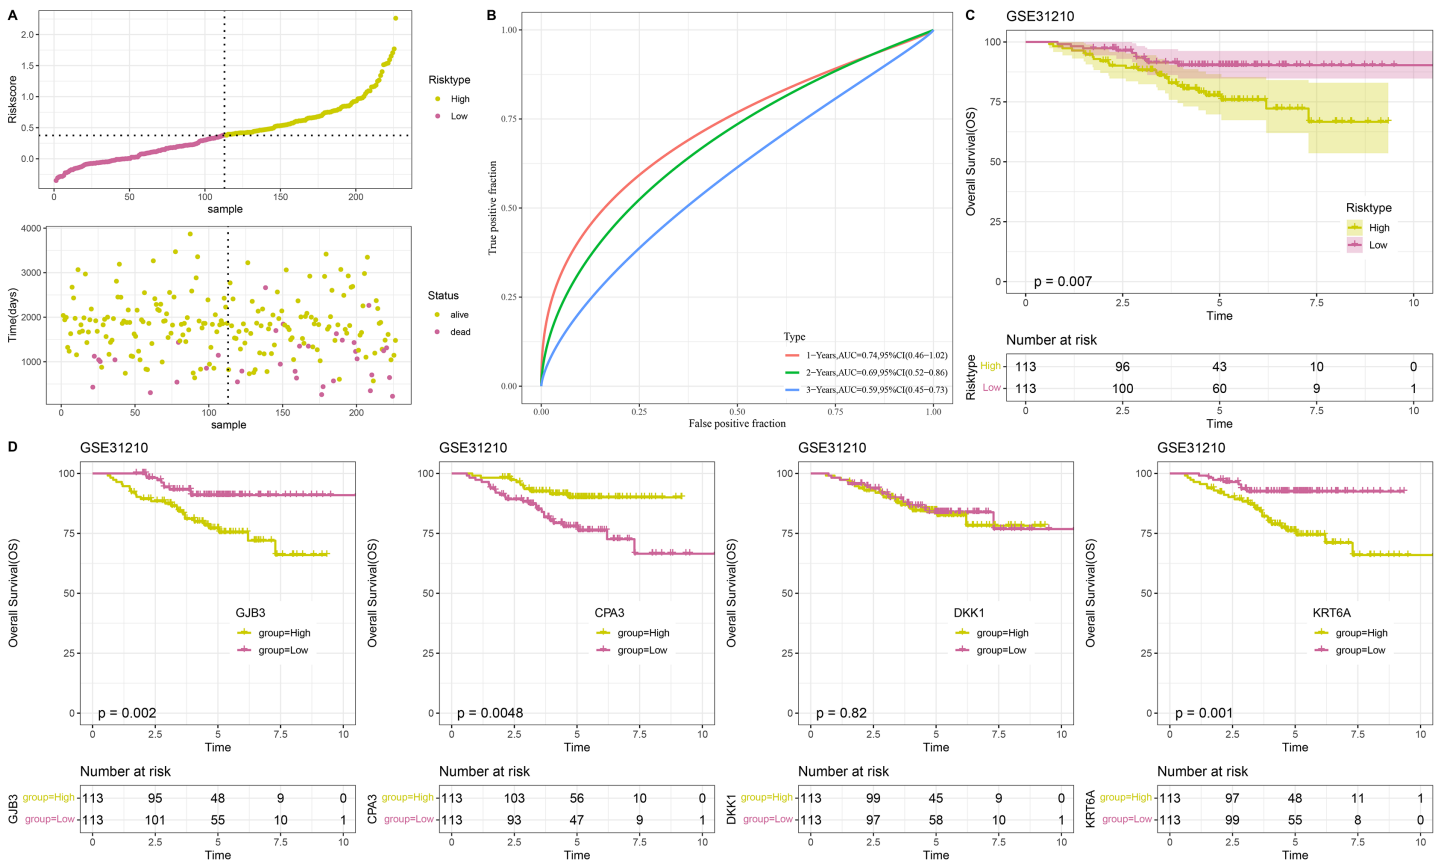 A
Riskscore
2.0
1.5
1.0
0.5
0.0
0 50 100 150 200
sample
Risktype
High
Low
Time(days)
4000
3000
2000
1000
0 50 100 150 200
sample
Status
alive
dead
B
True positive fraction
1.00
0.75
0.50
0.25
0.00
0.00 0.25 0.50 0.75 1.00
False positive fraction
Type
1−Years,AUC=0.74,95%CI(0.46−1.02)
2−Years,AUC=0.69,95%CI(0.52−0.86)
3−Years,AUC=0.59,95%CI(0.45−0.73)
C
GSE31210
Overall Survival(OS)
100
75
50
25
0
Risktype
High
Low
p = 0.007
0 2.5 5.0 7.5 10
Time
Number at risk
Risktype
High 113 96 43 10 0
Low 113 100 60 9 1
0 2.5 5.0 7.5 10
Time
D
GSE31210
Overall Survival(OS)
100
75
50
25
0
GJB3
group=High
group=Low
p = 0.002
0 2.5 5.0 7.5 10
Time
Number at risk
GJB3
group=High 113 95 48 9 0
group=Low 113 101 55 10 1
0 2.5 5.0 7.5 10
Time
GSE31210
Overall Survival(OS)
100
75
50
25
0
CPA3
group=High
group=Low
p = 0.0048
0 2.5 5.0 7.5 10
Time
Number at risk
CPA3
group=High 113 103 56 10 0
group=Low 113 93 47 9 1
0 2.5 5.0 7.5 10
Time
GSE31210
Overall Survival(OS)
100
75
50
25
0
DKK1
group=High
group=Low
p = 0.82
0 2.5 5.0 7.5 10
Time
Number at risk
DKK1
group=High 113 99 45 9 0
group=Low 113 97 58 10 1
0 2.5 5.0 7.5 10
Time
GSE31210
Overall Survival(OS)
100
75
50
25
0
KRT6A
group=High
group=Low
p = 0.001
0 2.5 5.0 7.5 10
Time
Number at risk
KRT6A
group=High 113 97 48 11 1
group=Low 113 99 55 8 0
0 2.5 5.0 7.5 10
Time